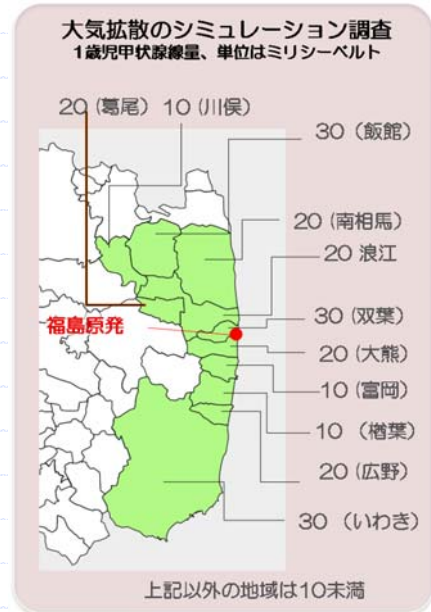 大気拡散のシミュレーション調査
1歳児甲状腺線量、単位はミリシーベルト
20 (葛尾) 10 (川俣)
30 (飯館)
20 (南相馬)
20 浪江
30 (双葉)
福島原発
20 (大熊)
10 (富岡)
10 (楢葉)
20 (広野)
30 (いわき)
上記以外の地域は10未満